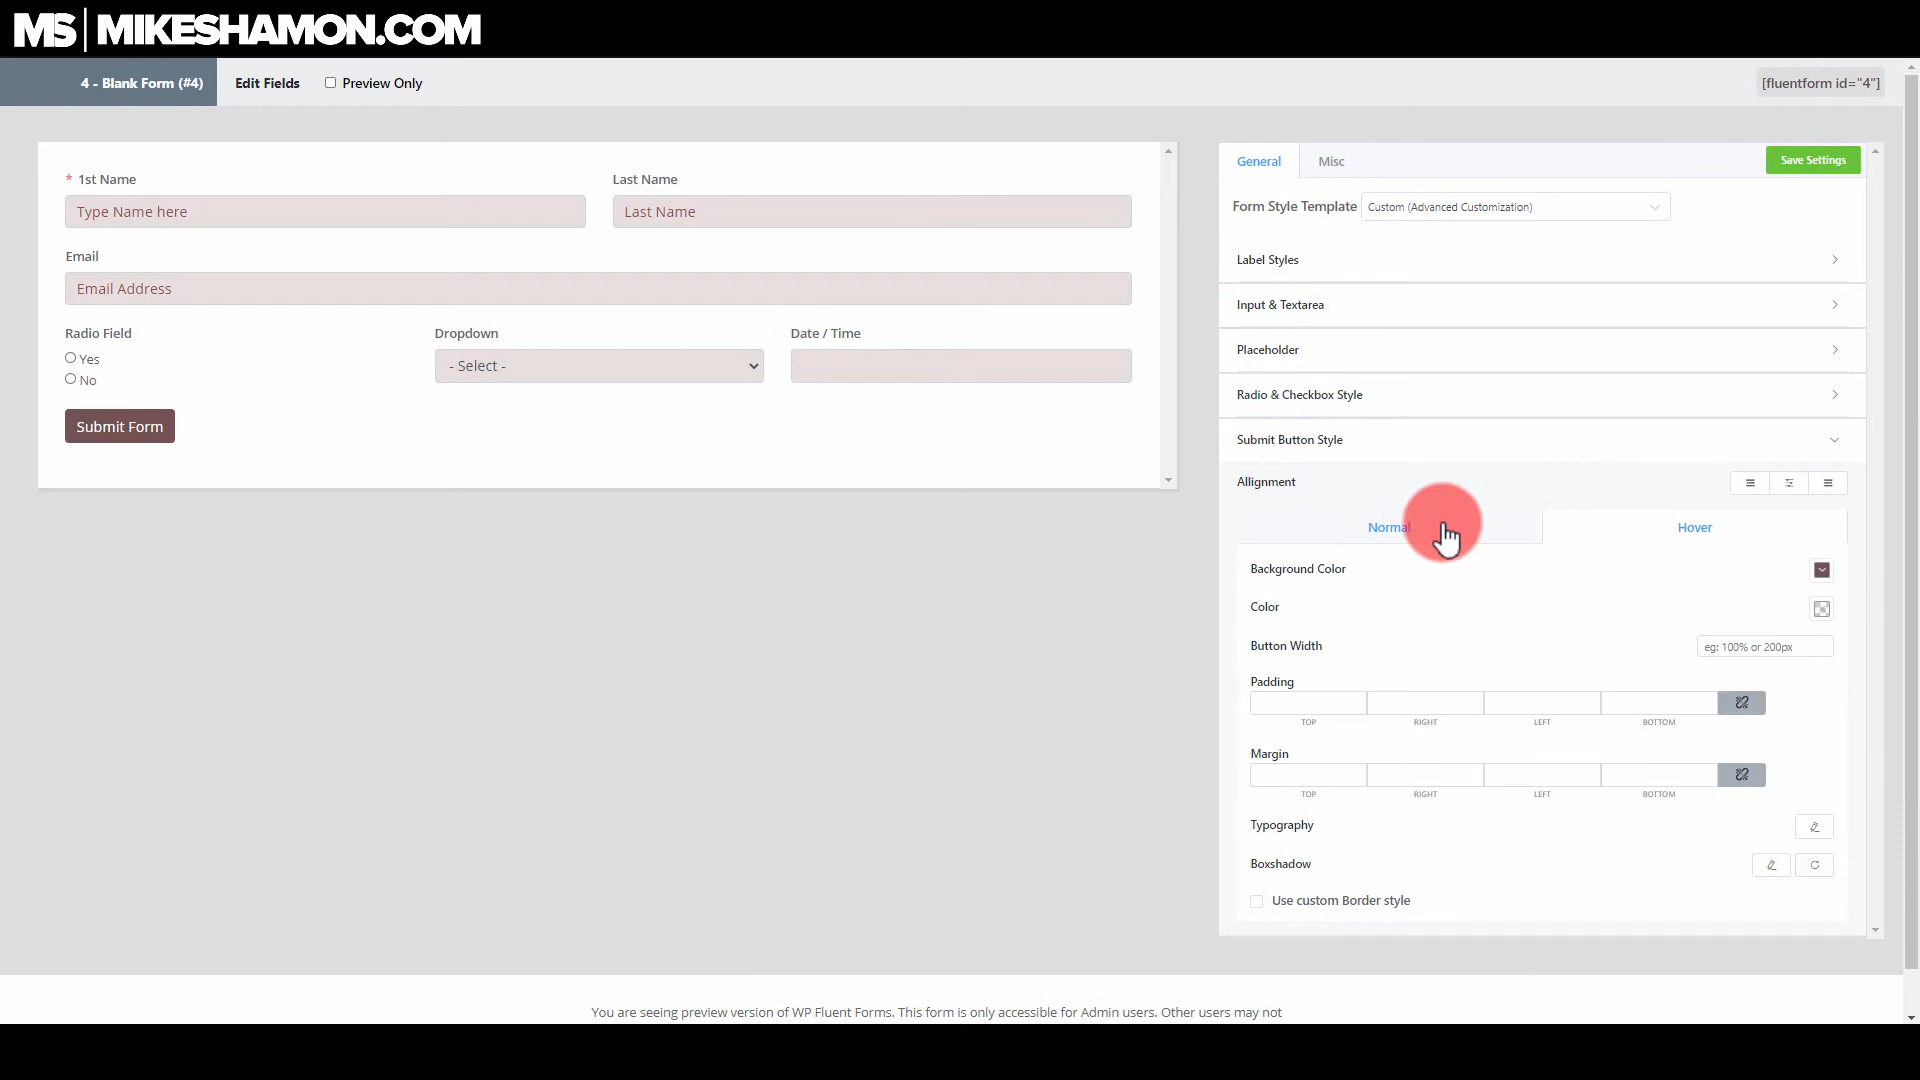 MS | MIKESHAMON.COM
4 - Blank Form (#4)
Edit Fields
Preview Only
[fluentform id="4"]
* 1st Name
Last Name
Type Name here
Last Name
Email
Email Address
Radio Field
Dropdown
Date / Time
Yes
No
- Select -
Submit Form
General
Misc
Save Settings
Form Style Template
Custom (Advanced Customization)
Label Styles
Input & Textarea
Placeholder
Radio & Checkbox Style
Submit Button Style
Allignment
Normal
Hover
Background Color
Color
Button Width
eg: 100% or 200px
Padding
TOP
RIGHT
LEFT
BOTTOM
Margin
TOP
RIGHT
LEFT
BOTTOM
Typography
Boxshadow
Use custom Border style
You are seeing preview version of WP Fluent Forms. This form is only accessible for Admin users. Other users may not